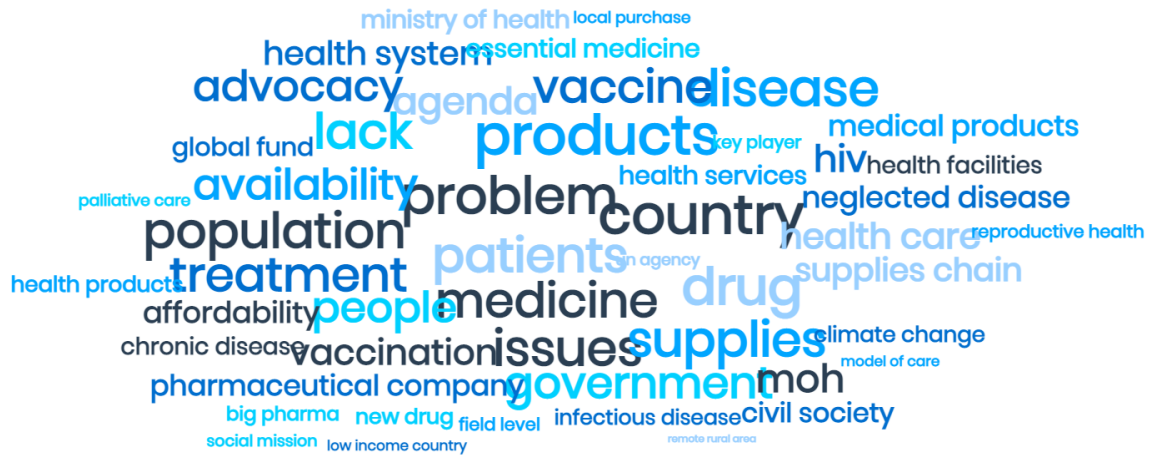 ministry of health local purchase
health system essential medicine
advocacy agenda vaccine disease
global fund lack products key player medical products
hiv health facilities
availability health services
palliative care problem country neglected disease
population health care reproductive health
patients in agency
health products treatment drug supplies chain
affordability people medicine
chronic disease vaccination issues supplies climate change
model of care
pharmaceutical company government moh
big pharma new drug field level infectious disease civil society
social mission low income country remote rural area